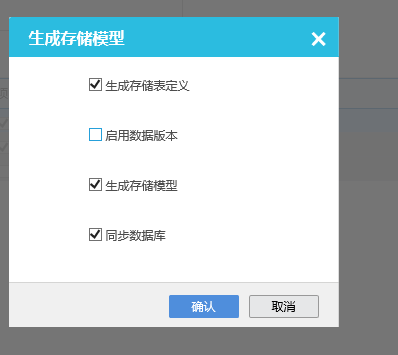 生成存储模型
生成存储表定义
启用数据版本
生成存储模型
同步数据库
确认 取消